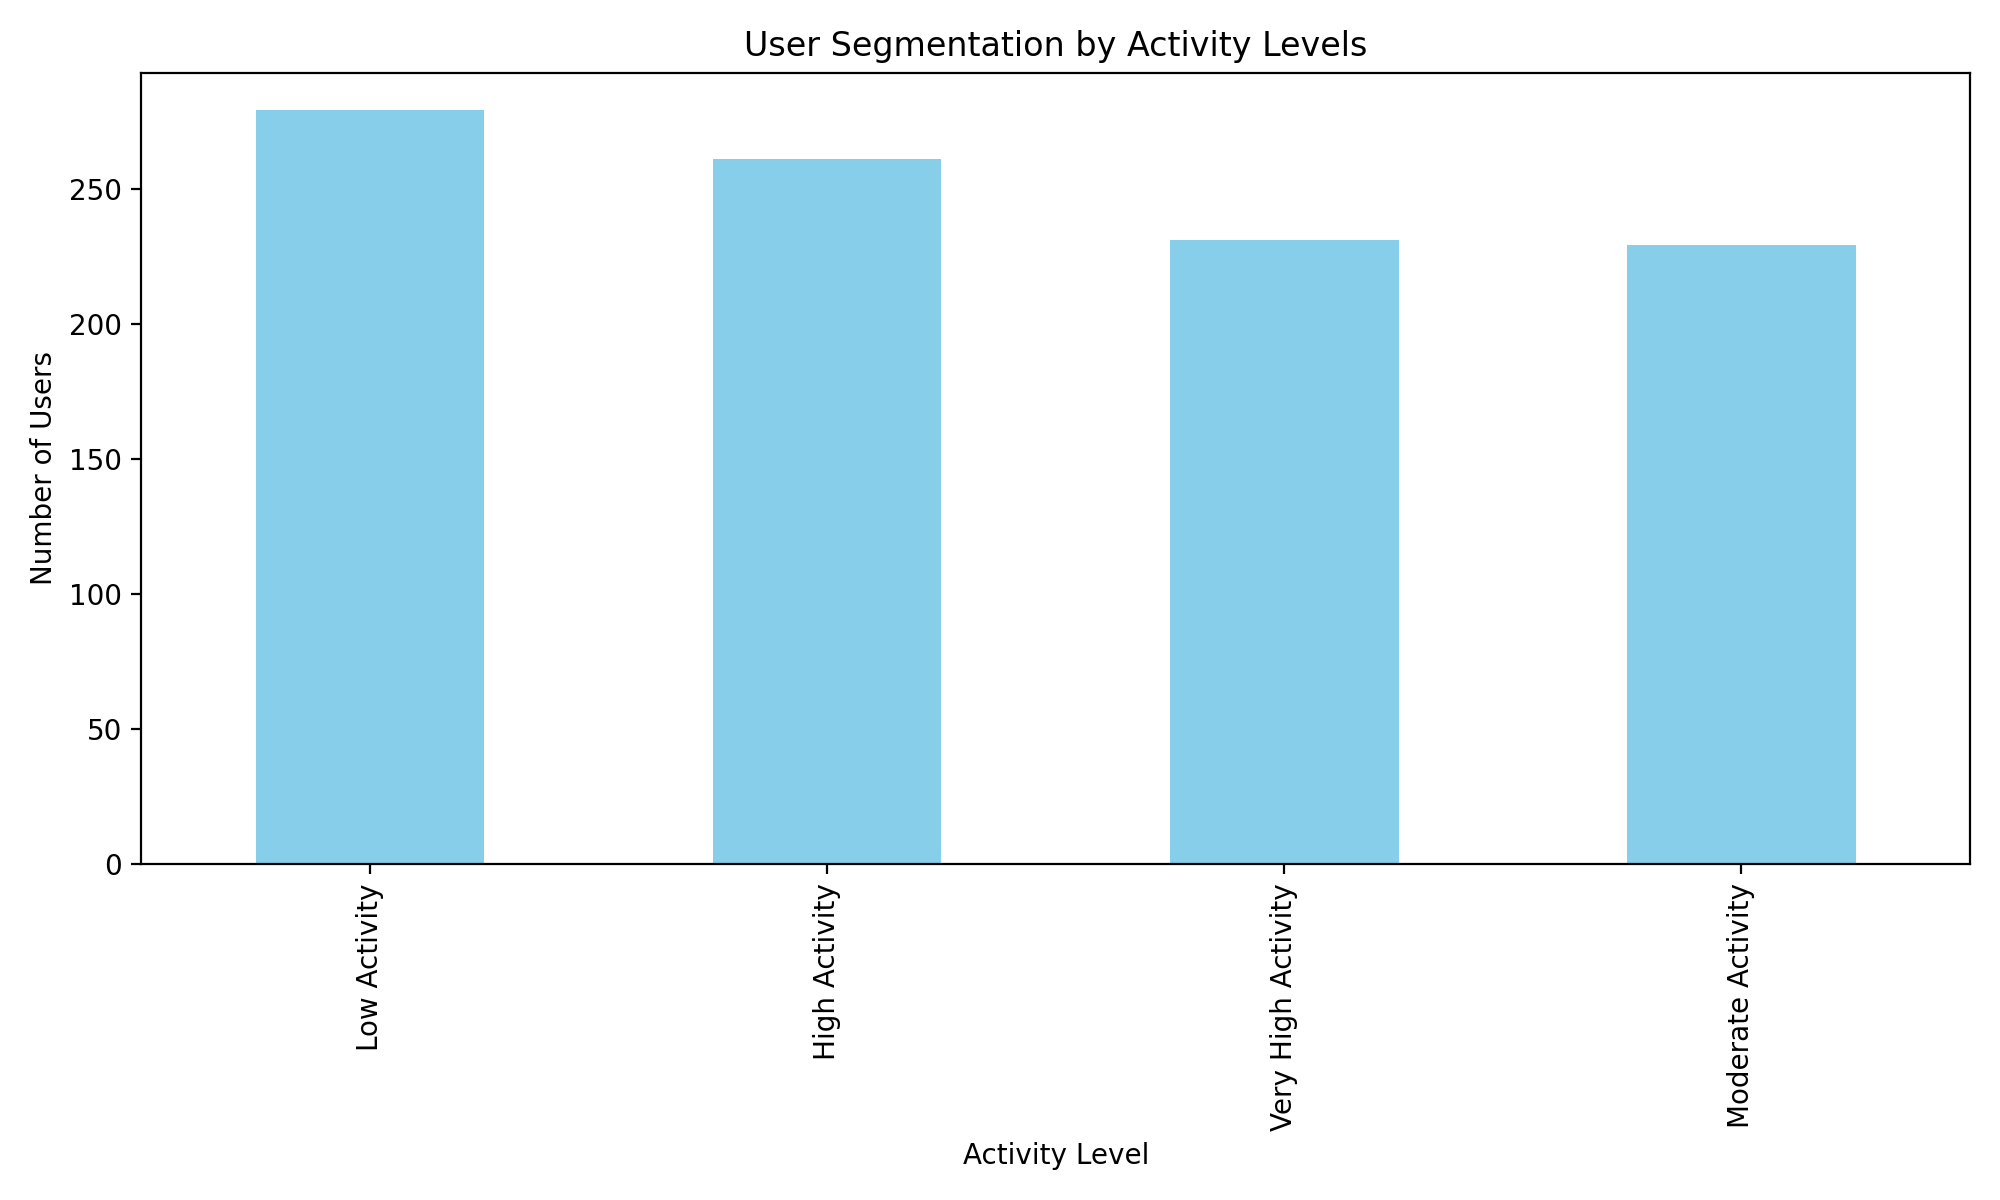 User Segmentation by Activity Levels
Number of Users
250
200
150
100
50
0
Low Activity
High Activity
Very High Activity
Moderate Activity
Activity Level